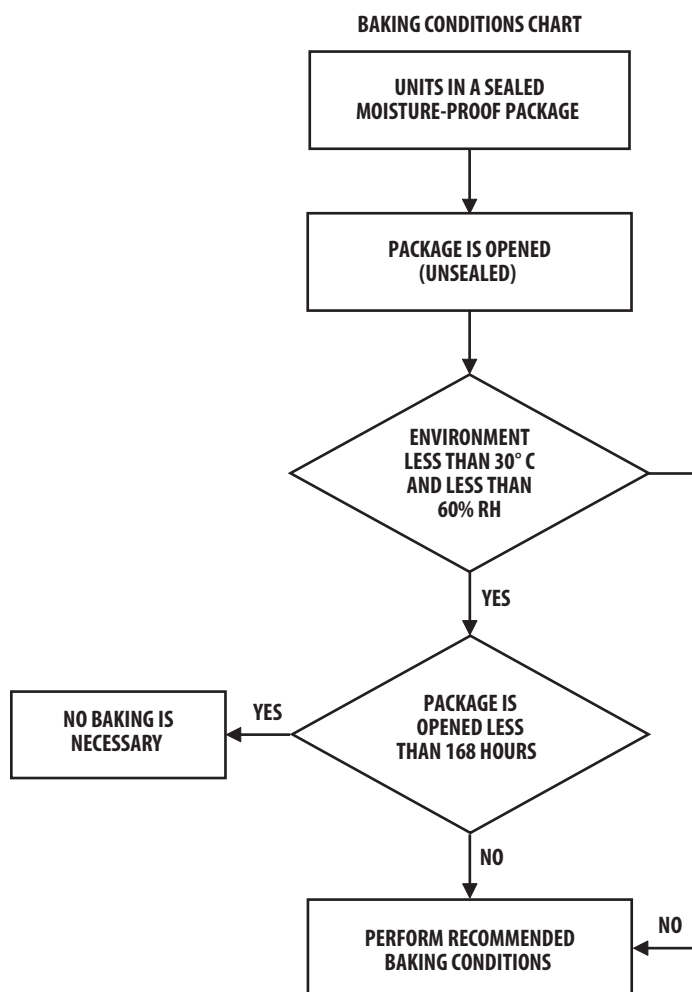 BAKING CONDITIONS CHART
UNITS IN A SEALED
MOISTURE-PROOF PACKAGE
PACKAGE IS OPENED
(UNSEALED)
ENVIRONMENT
LESS THAN 30° C
AND LESS THAN
60% RH
YES
PACKAGE IS
OPENED LESS
THAN 168 HOURS
YES
NO BAKING IS
NECESSARY
NO
PERFORM RECOMMENDED
BAKING CONDITIONS
NO